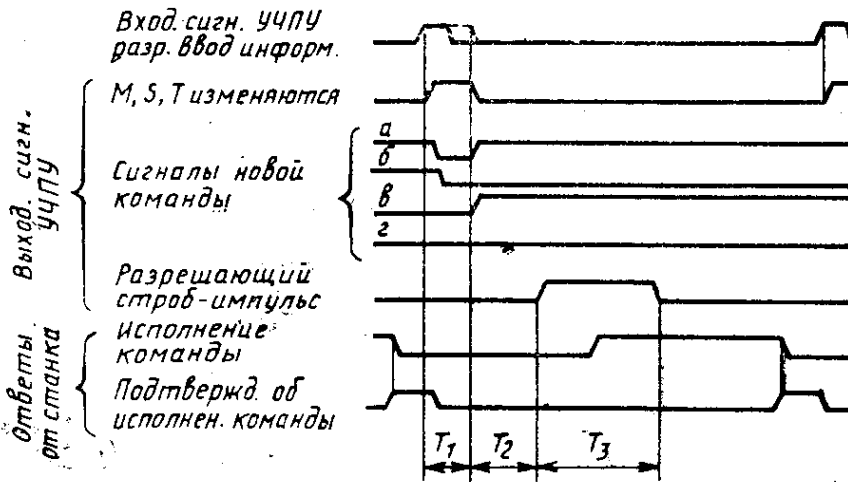 Вход. сигн. УЧПУ
разр. Ввод информ.
Выход. сигн.
УЧПУ
М, S, T изменяются
Сигналы новой
команды
а
б
в
г
Разрешающий
строб-импульс
Ответы
от станка
Исполнение
команды
Подтвержд. об
исполнен. команды
T₁
T₂
T₃